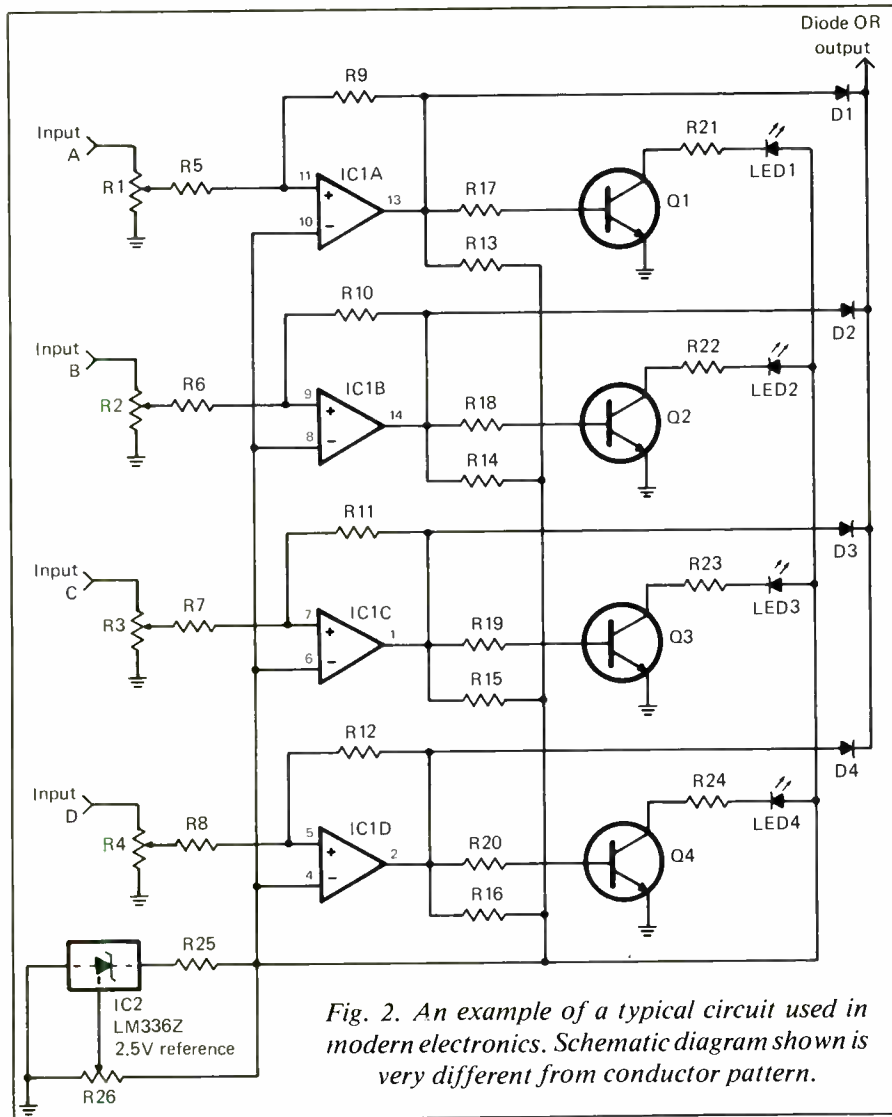 Diode OR
output
R9
D1
Input
A
R21
R5
R1
11
+
IC1A
13
R17
LED1
10
−
Q1
R13
R10
D2
Input
B
R22
R6
R2
9
+
IC1B
14
R18
LED2
8
−
Q2
R14
R11
D3
Input
C
R23
R7
R3
7
+
IC1C
1
R19
LED3
6
−
Q3
R15
R12
D4
Input
D
R24
R8
R4
5
+
IC1D
2
R20
LED4
4
−
Q4
R16
R25
IC2
LM336Z
2.5V reference
R26
Fig. 2. An example of a typical circuit used in
modern electronics. Schematic diagram shown is
very different from conductor pattern.